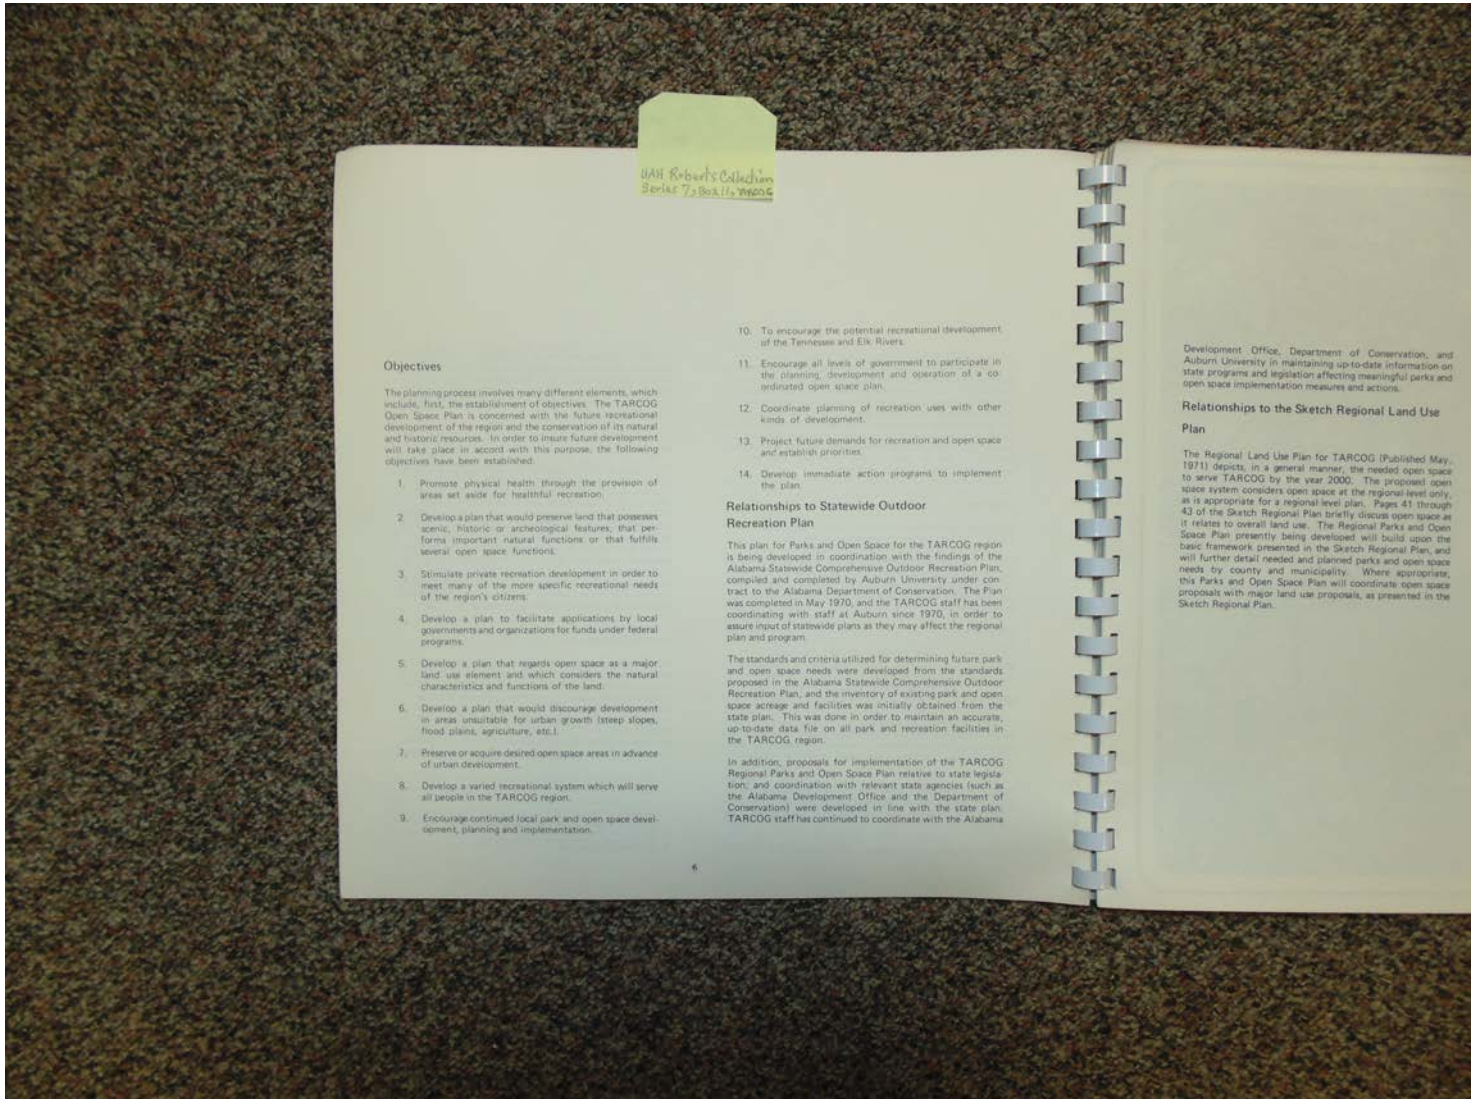 UAH Roberts Collection
Series 7, Box 11, TARCOG
Objectives
The planning process involves many different elements, which
include, first, the establishment of objectives. The TARCOG
Open Space Plan is concerned with the future recreational
development of the region and the conservation of its natural
and historic resources. In order to insure future development
will take place in accord with this purpose, the following
objectives have been established:
1. Promote physical health through the provision of
areas set aside for healthful recreation.
2. Develop a plan that would preserve land that possesses
scenic, historic or archeological features, that per-
forms important natural functions or that fulfills
several open space functions.
3. Stimulate private recreation development in order to
meet many of the more specific recreational needs
of the region's citizens.
4. Develop a plan to facilitate applications by local
governments and organizations for funds under federal
programs.
5. Develop a plan that regards open space as a major
land use element and which considers the natural
characteristics and functions of the land.
6. Develop a plan that would discourage development
in areas unsuitable for urban growth (steep slopes,
flood plains, agriculture, etc.).
7. Preserve or acquire desired open space areas in advance
of urban development.
8. Develop a varied recreational system which will serve
all people in the TARCOG region.
9. Encourage continued local park and open space devel-
opment, planning and implementation.
10. To encourage the potential recreational development
of the Tennessee and Elk Rivers.
11. Encourage all levels of government to participate in
the planning, development and operation of a co-
ordinated open space plan.
12. Coordinate planning of recreation uses with other
kinds of development.
13. Project future demands for recreation and open space
and establish priorities.
14. Develop immediate action programs to implement
the plan.
Relationships to Statewide Outdoor
Recreation Plan
This plan for Parks and Open Space for the TARCOG region
is being developed in coordination with the findings of the
Alabama Statewide Comprehensive Outdoor Recreation Plan,
compiled and completed by Auburn University under con-
tract to the Alabama Department of Conservation. The Plan
was completed in May 1970, and the TARCOG staff has been
coordinating with staff at Auburn since 1970, in order to
assure input of statewide plans as they may affect the regional
plan and program.
The standards and criteria utilized for determining future park
and open space needs were developed from the standards
proposed in the Alabama Statewide Comprehensive Outdoor
Recreation Plan, and the inventory of existing park and open
space acreage and facilities was initially obtained from the
state plan. This was done in order to maintain an accurate,
up-to-date data file on all park and recreation facilities in
the TARCOG region.
In addition, proposals for implementation of the TARCOG
Regional Parks and Open Space Plan relative to state legisla-
tion, and coordination with relevant state agencies (such as
the Alabama Development Office and the Department of
Conservation) were developed in line with the state plan.
TARCOG staff has continued to coordinate with the Alabama
6
Development Office, Department of Conservation, and
Auburn University in maintaining up-to-date information on
state programs and legislation affecting meaningful parks and
open space implementation measures and actions.
Relationships to the Sketch Regional Land Use
Plan
The Regional Land Use Plan for TARCOG (Published May,
1971) depicts, in a general manner, the needed open space
to serve TARCOG by the year 2000. The proposed open
space system considers open space at the regional level only,
as is appropriate for a regional level plan. Pages 41 through
43 of the Sketch Regional Plan briefly discuss open space as
it relates to overall land use. The Regional Parks and Open
Space Plan presently being developed will build upon the
basic framework presented in the Sketch Regional Plan, and
will further detail needed and planned parks and open space
needs by county and municipality. Where appropriate,
this Parks and Open Space Plan will coordinate open space
proposals with major land use proposals, as presented in the
Sketch Regional Plan.